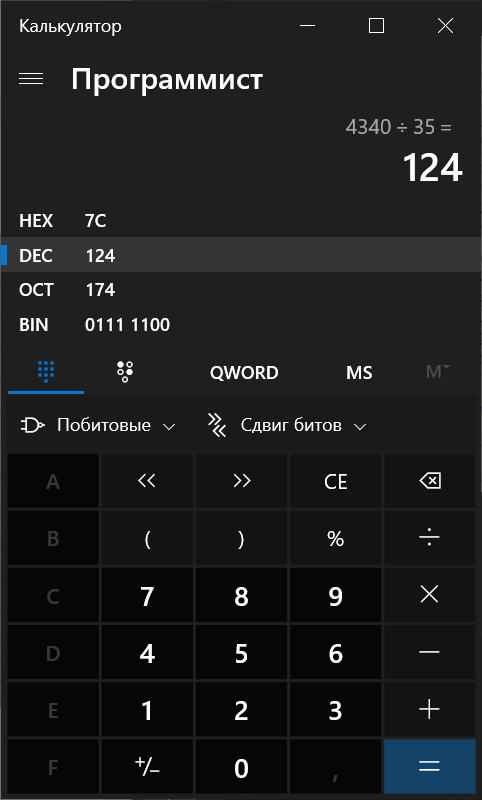 Калькулятор
Программист
4340 ÷ 35 =
124
HEX 7C
DEC 124
OCT 174
BIN 0111 1100
QWORD MS M
Побитовые Сдвиг битов
A << >> CE
B ( ) % ÷
C 7 8 9 ×
D 4 5 6 −
E 1 2 3 +
F +/− 0 , =